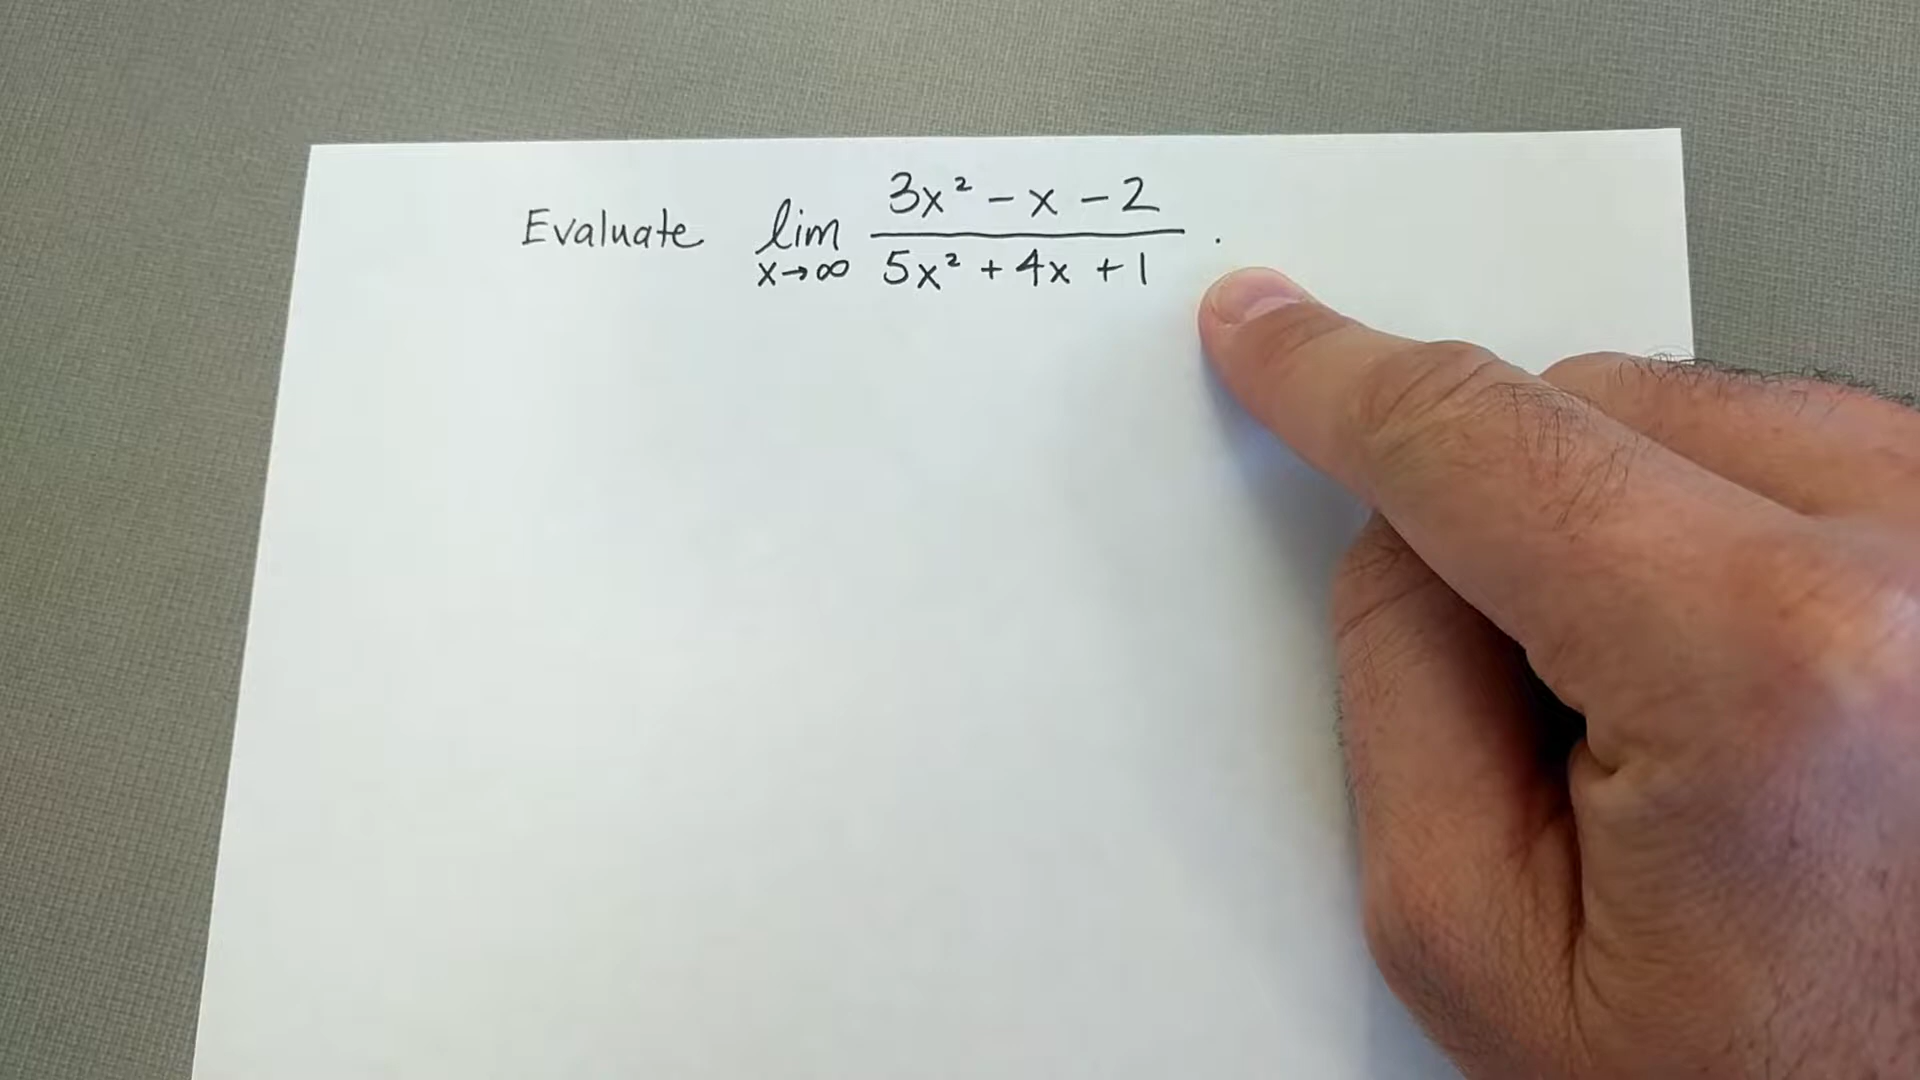 Evaluate lim x→∞ (3x² - x - 2)/(5x² + 4x + 1).